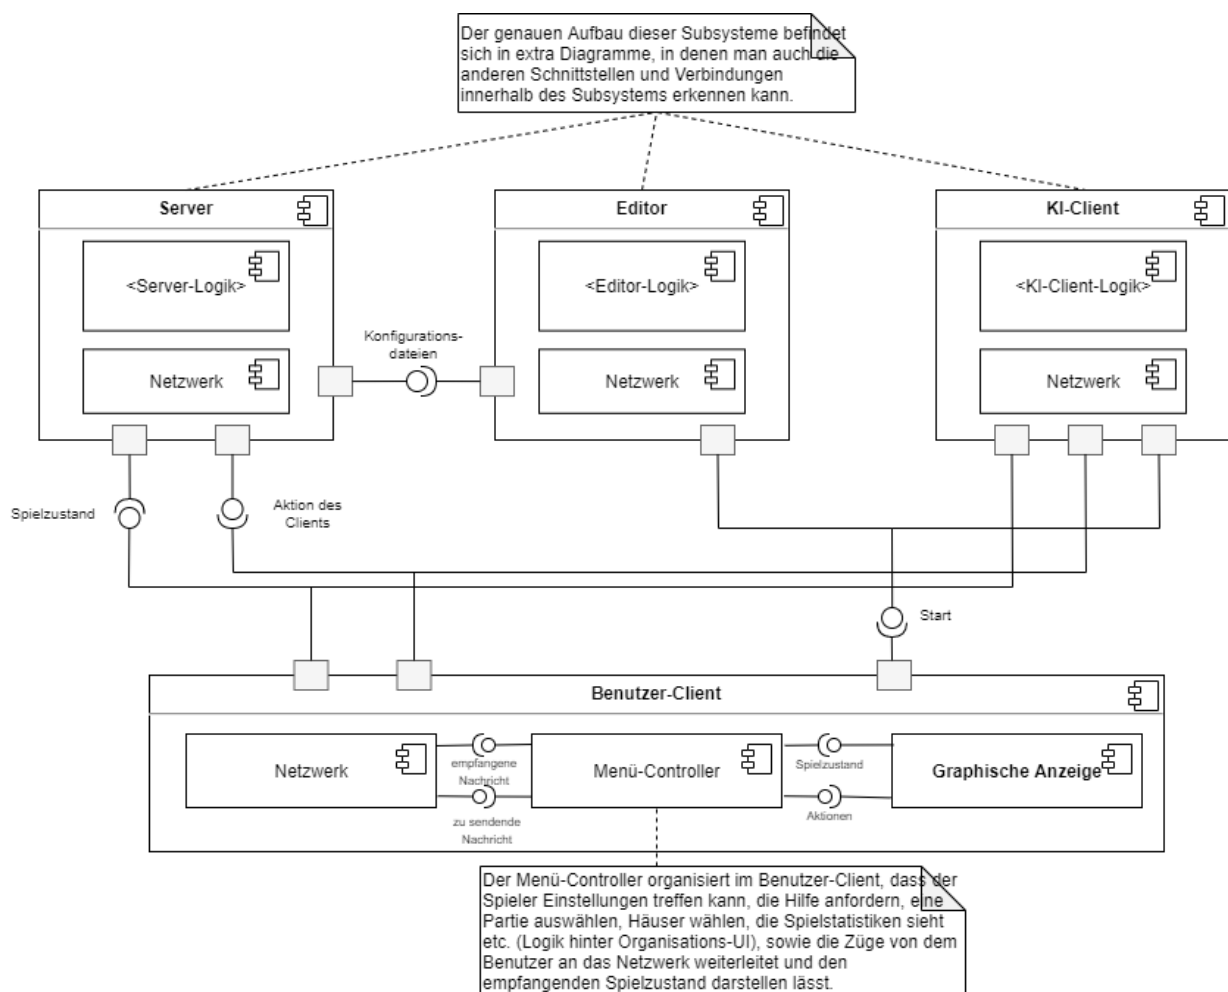 Der genauen Aufbau dieser Subsysteme befindet
sich in extra Diagramme, in denen man auch die
anderen Schnittstellen und Verbindungen
innerhalb des Subsystems erkennen kann.
Server
Editor
KI-Client
<Server-Logik>
<Editor-Logik>
<KI-Client-Logik>
Konfigurations-
dateien
Netzwerk
Netzwerk
Netzwerk
Spielzustand
Aktion des
Clients
Start
Benutzer-Client
Netzwerk
empfangene
Nachricht
zu sendende
Nachricht
Menü-Controller
Spielzustand
Aktionen
Graphische Anzeige
Der Menü-Controller organisiert im Benutzer-Client, dass der
Spieler Einstellungen treffen kann, die Hilfe anfordern, eine
Partie auswählen, Häuser wählen, die Spielstatistiken sieht
etc. (Logik hinter Organisations-UI), sowie die Züge von dem
Benutzer an das Netzwerk weiterleitet und den
empfangenden Spielzustand darstellen lässt.